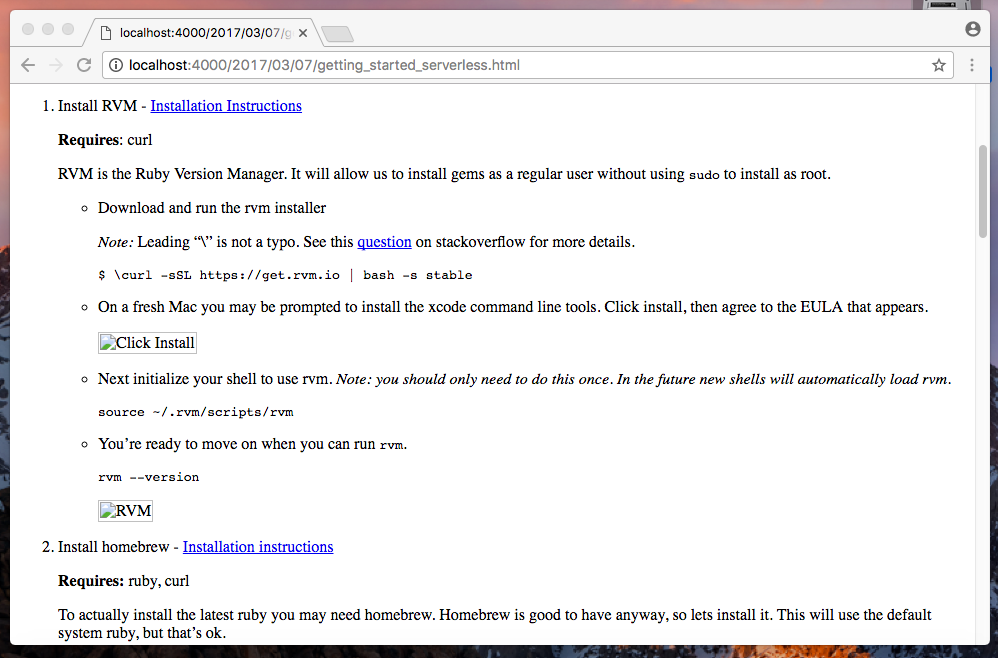 localhost:4000/2017/03/07/g
localhost:4000/2017/03/07/getting_started_serverless.html
1. Install RVM - Installation Instructions
Requires: curl
RVM is the Ruby Version Manager. It will allow us to install gems as a regular user without using sudo to install as root.
Download and run the rvm installer
Note: Leading “\” is not a typo. See this question on stackoverflow for more details.
$ \curl -sSL https://get.rvm.io | bash -s stable
On a fresh Mac you may be prompted to install the xcode command line tools. Click install, then agree to the EULA that appears.
Click Install
Next initialize your shell to use rvm. Note: you should only need to do this once. In the future new shells will automatically load rvm.
source ~/.rvm/scripts/rvm
You’re ready to move on when you can run rvm.
rvm --version
RVM
2. Install homebrew - Installation instructions
Requires: ruby, curl
To actually install the latest ruby you may need homebrew. Homebrew is good to have anyway, so lets install it. This will use the default
system ruby, but that’s ok.